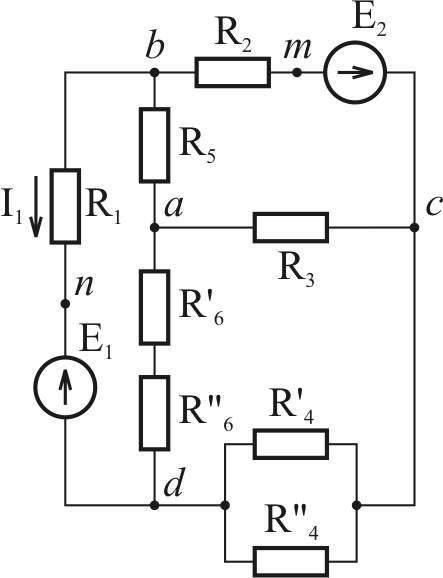 E₂
b R₂ m
R₅
I₁ R₁ a c
R₃
n R'₆
E₁
R"₆ R'₄
d
R"₄